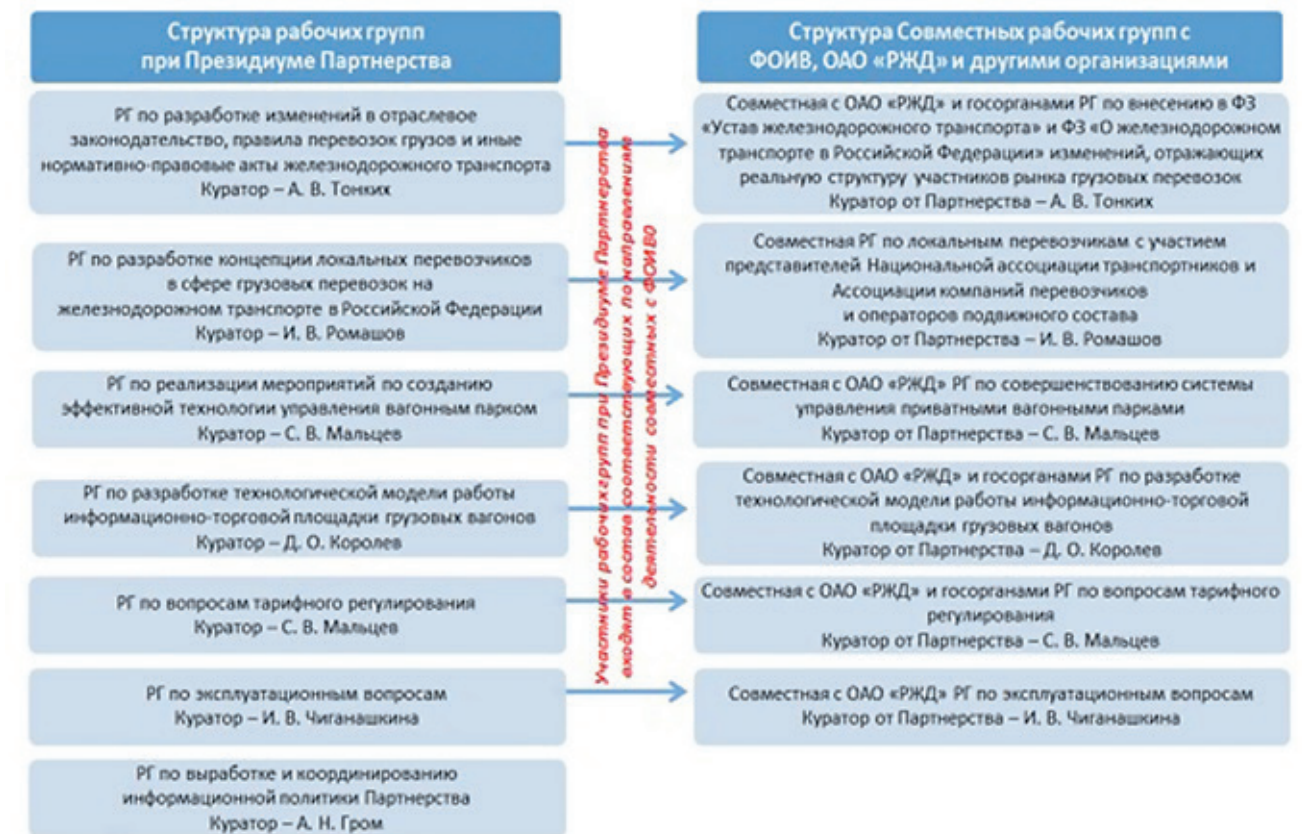 Структура рабочих групп
при Президиуме Партнерства
РГ по разработке изменений в отраслевое
законодательство, правила перевозок грузов и иные
нормативно-правовые акты железнодорожного транспорта
Куратор – А. В. Тонких
РГ по разработке концепции локальных перевозчиков
в сфере грузовых перевозок на
железнодорожном транспорте в Российской Федерации
Куратор – И. В. Ромашов
РГ по реализации мероприятий по созданию
эффективной технологии управления вагонным парком
Куратор – С. В. Мальцев
РГ по разработке технологической модели работы
информационно-торговой площадки грузовых вагонов
Куратор – Д. О. Королев
РГ по вопросам тарифного регулирования
Куратор – С. В. Мальцев
РГ по эксплуатационным вопросам
Куратор – И. В. Чиганашкина
РГ по выработке и координированию
информационной политики Партнерства
Куратор – А. Н. Гром
Участники рабочих групп при Президиуме Партнерства
входят в состав соответствующих по направлениям
деятельности совместных с ФОИВ0
Структура Совместных рабочих групп с
ФОИВ, ОАО «РЖД» и другими организациями
Совместная с ОАО «РЖД» и госорганами РГ по внесению в ФЗ
«Устав железнодорожного транспорта» и ФЗ «О железнодорожном
транспорте в Российской Федерации» изменений, отражающих
реальную структуру участников рынка грузовых перевозок
Куратор от Партнерства – А. В. Тонких
Совместная РГ по локальным перевозчикам с участием
представителей Национальной ассоциации транспортников и
Ассоциации компаний перевозчиков
и операторов подвижного состава
Куратор от Партнерства – И. В. Ромашов
Совместная с ОАО «РЖД» РГ по совершенствованию системы
управления приватными вагонными парками
Куратор от Партнерства – С. В. Мальцев
Совместная с ОАО «РЖД» и госорганами РГ по разработке
технологической модели работы информационно-торговой
площадки грузовых вагонов
Куратор от Партнерства – Д. О. Королев
Совместная с ОАО «РЖД» и госорганами РГ по вопросам тарифного
регулирования
Куратор от Партнерства – С. В. Мальцев
Совместная с ОАО «РЖД» РГ по эксплуатационным вопросам
Куратор от Партнерства – И. В. Чиганашкина